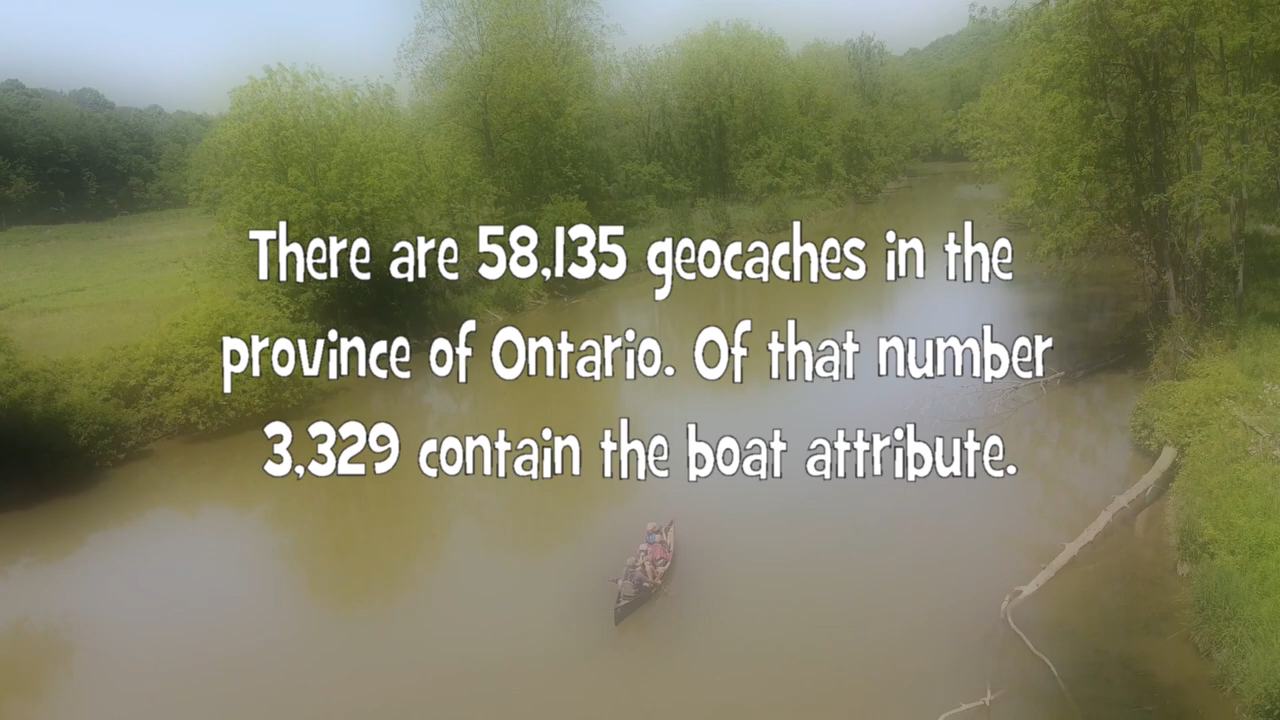 There are 58,135 geocaches in the
province of Ontario. Of that number
3,329 contain the boat attribute.